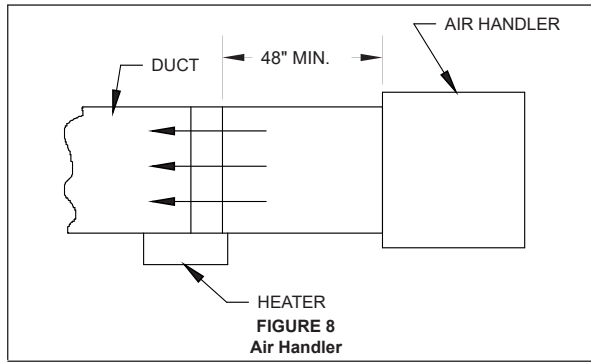 AIR HANDLER
DUCT
48" MIN.
HEATER
FIGURE 8
Air Handler